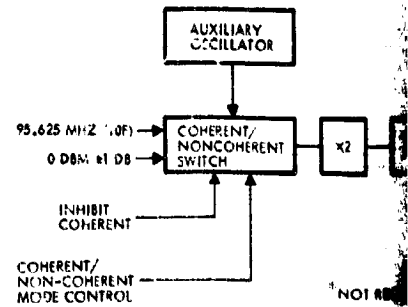 AUXILIARY
OSCILLATOR
95.625 MHZ (10F)
COHERENT/
NONCOHERENT
SWITCH
X2
0 DBM ±1 DB
INHIBIT
COHERENT
COHERENT/
NON-COHERENT
MODE CONTROL
*NOT